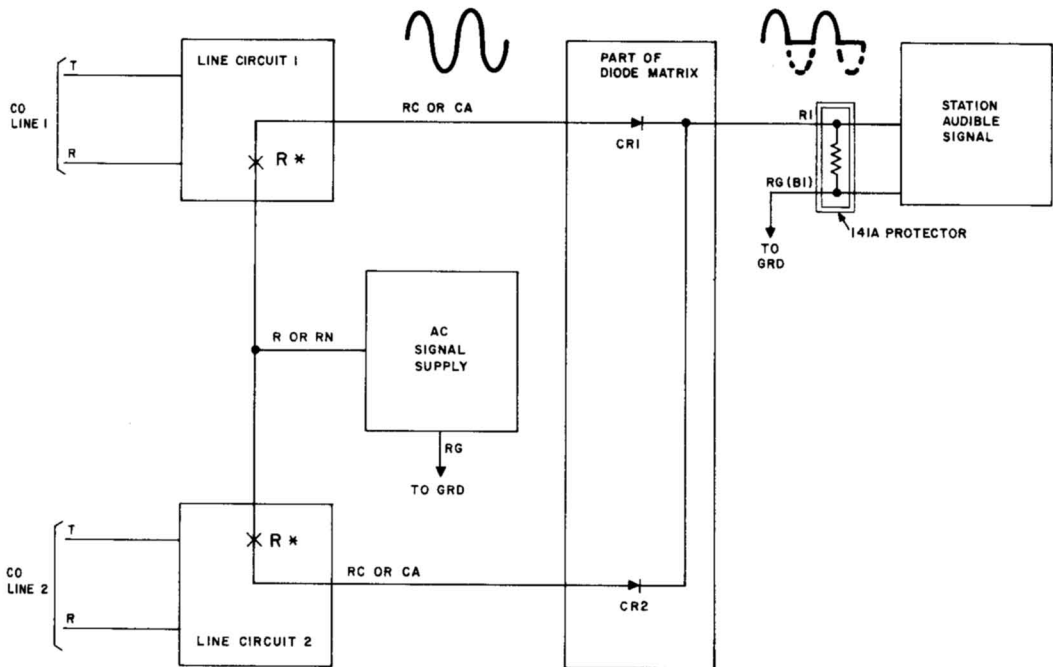 LINE CIRCUIT 1
PART OF
DIODE MATRIX
STATION
AUDIBLE
SIGNAL
T
CO
LINE 1
R
R *
RC OR CA
CR1
R1
RG (B1)
141A PROTECTOR
TO
GRD
R OR RN
AC
SIGNAL
SUPPLY
RG
TO GRD
T
CO
LINE 2
R
R *
RC OR CA
CR2
LINE CIRCUIT 2